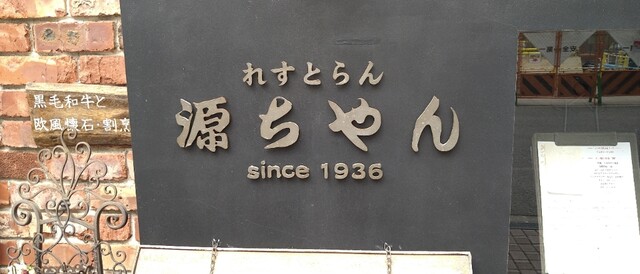 れすとらん
源ちやん
since 1936
黒毛和牛と
欧風懐石・割烹